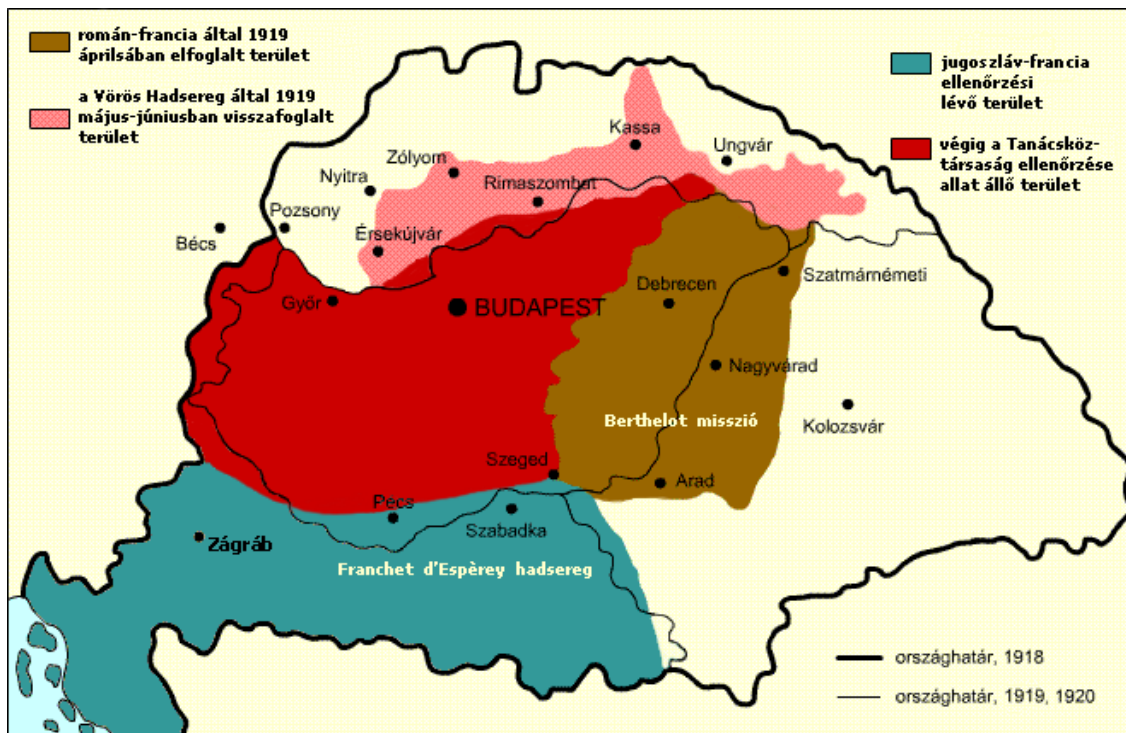 román-francia által 1919
áprilsában elfoglalt terület
a Vörös Hadsereg által 1919
május-júniusban visszafoglalt
terület
jugoszláv-francia
ellenőrzési
lévő terület
végig a Tanácsköz-
társaság ellenőrzése
allat álló terület
Kassa
Ungvár
Zólyom
Nyitra
Rimaszombat
Pozsony
Bécs
Érsekújvár
Szatmárnémeti
Debrecen
Győr
BUDAPEST
Nagyvárad
Berthelot misszió
Kolozsvár
Szeged
Arad
Pecs
Szabadka
Zágráb
Franchet d'Espèrey hadsereg
országhatár, 1918
országhatár, 1919, 1920